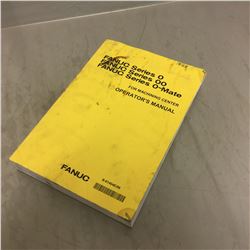 FANUC Series 0
FANUC Series 00
FANUC Series 0-Mate
FOR MACHINING CENTER
OPERATOR'S MANUAL
FANUC